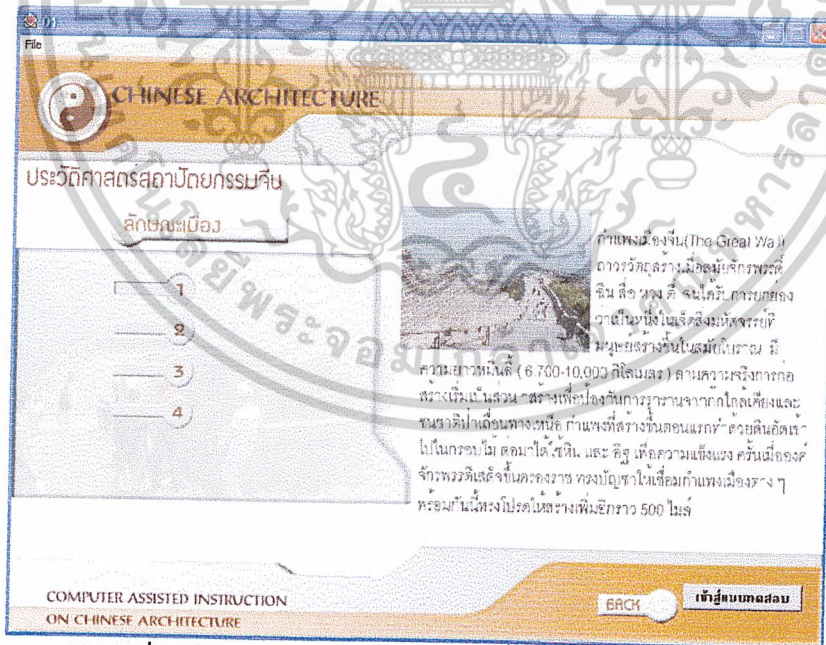 01
File
CHINESE ARCHITECTURE
ประวัติศาสตร์สถาปัตยกรรมจีน
ลักษณะเมือง
1
2
3
4
กำแพงเมืองจีน(The Great Wall)
ถาวรวัตถุสร้างเมื่อสมัยจักรพรรดิ์
จิ๋น สื่อ หวง ตี้ จนได้รับการยกย่อง
ว่าเป็นหนึ่งในเจ็ดสิ่งมหัศจรรย์ที่
มนุษย์สร้างขึ้นในสมัยโบราณ มี
ความยาวหมื่นลี้ ( 6,700-10,000 กิโลเมตร ) ตามความจริงการก่อ
สร้างเริ่มเป็นส่วน ๆสร้างเพื่อป้องกันการรุกรานจากใกล้เคียงและ
ชนชาติป่าเถื่อนทางเหนือ กำแพงที่สร้างขึ้นตอนแรกทำด้วยดินอัดเข้า
ไปในกรอบไม้ ต่อมาได้ใช้หิน และ อิฐ เพื่อความแข็งแรง ครั้นเมื่อองค์
จักรพรรดิเสด็จขึ้นครองราช ทรงบัญชาให้เชื่อมกำแพงเมืองต่าง ๆ
พร้อมกันนี้ทรงโปรดให้สร้างเพิ่มอีกราว 500 ไมล์
COMPUTER ASSISTED INSTRUCTION
ON CHINESE ARCHITECTURE
BACK
เข้าสู่แบบทดสอบ